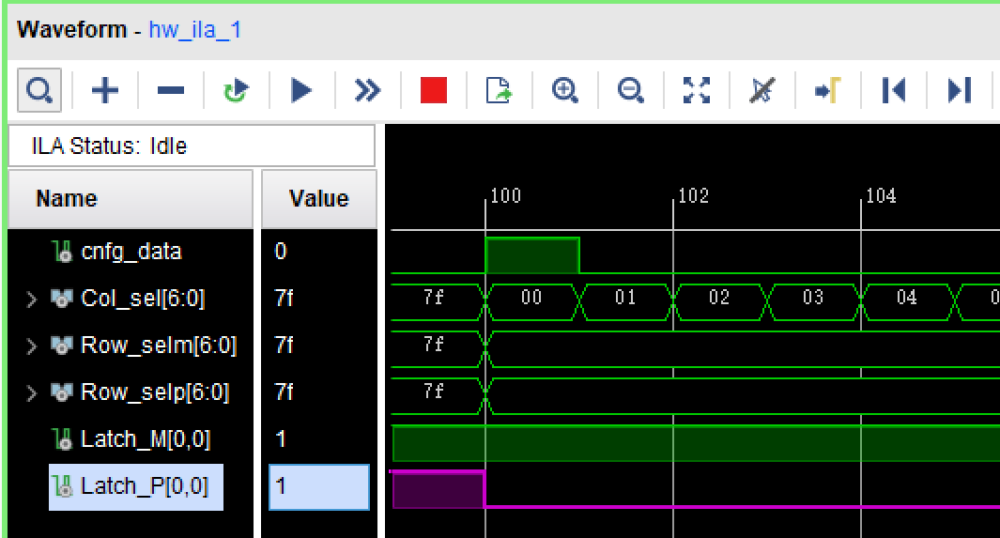 Waveform - hw_ila_1
ILA Status: Idle
Name Value
100 102 104
cnfg_data 0
Col_sel[6:0] 7f 7f 00 01 02 03 04 0
Row_selm[6:0] 7f 7f
Row_selp[6:0] 7f 7f
Latch_M[0,0] 1
Latch_P[0,0] 1